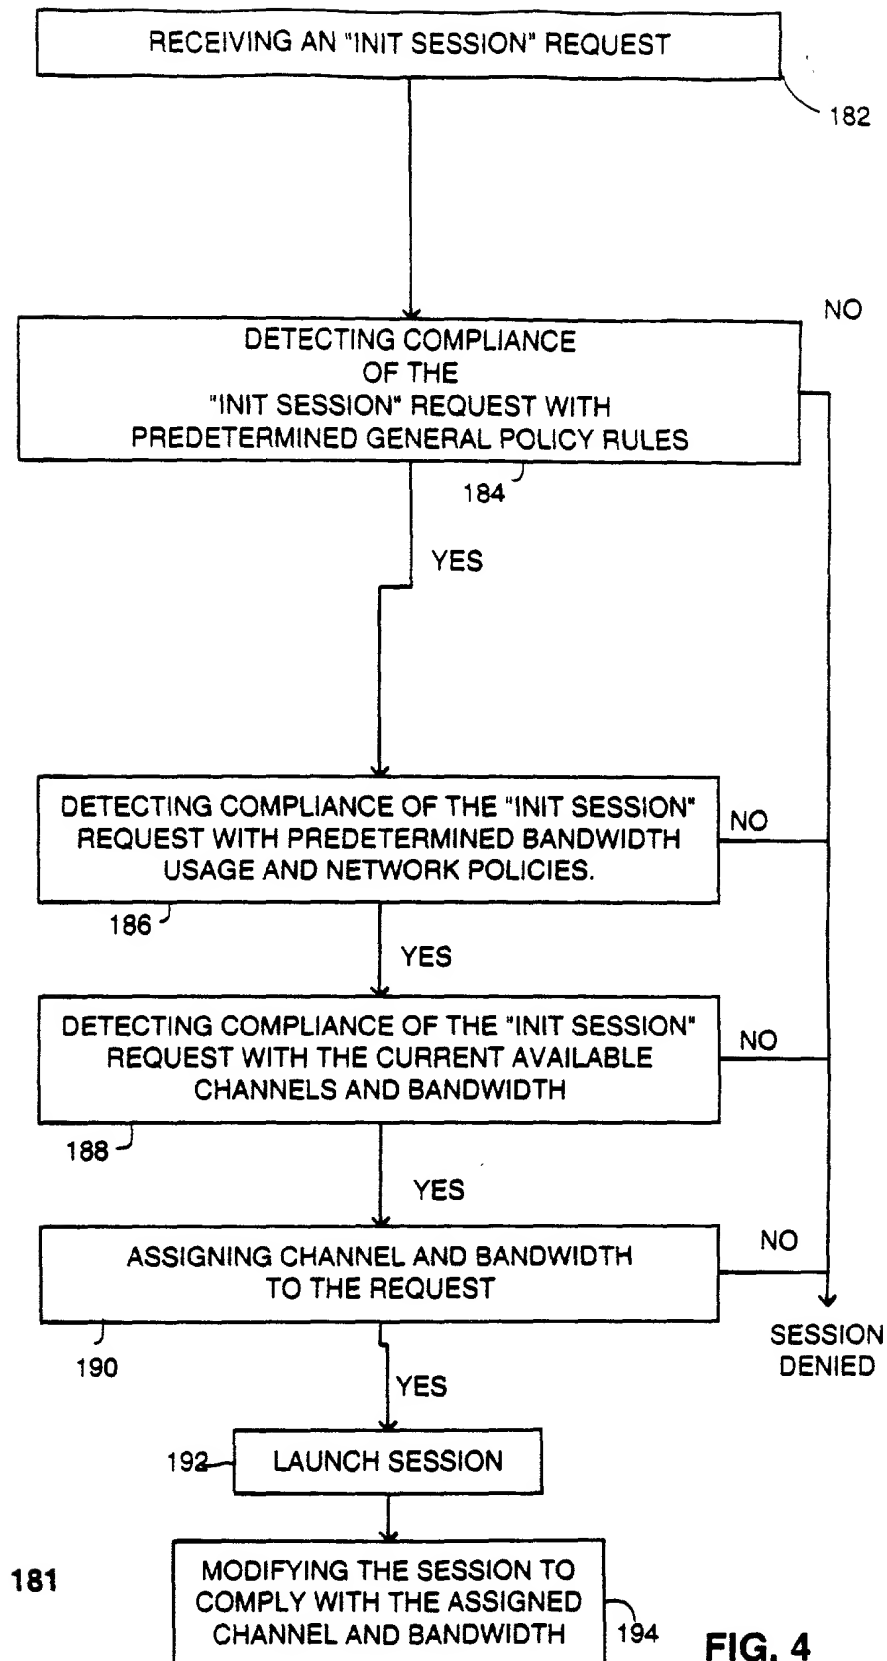 RECEIVING AN "INIT SESSION" REQUEST
182
NO
DETECTING COMPLIANCE
OF THE
"INIT SESSION" REQUEST WITH
PREDETERMINED GENERAL POLICY RULES
184
YES
DETECTING COMPLIANCE OF THE "INIT SESSION"
REQUEST WITH PREDETERMINED BANDWIDTH
USAGE AND NETWORK POLICIES.
NO
186
YES
DETECTING COMPLIANCE OF THE "INIT SESSION"
REQUEST WITH THE CURRENT AVAILABLE
CHANNELS AND BANDWIDTH
NO
188
YES
ASSIGNING CHANNEL AND BANDWIDTH
TO THE REQUEST
NO
SESSION
DENIED
190
YES
192
LAUNCH SESSION
181
MODIFYING THE SESSION TO
COMPLY WITH THE ASSIGNED
CHANNEL AND BANDWIDTH
194
FIG. 4